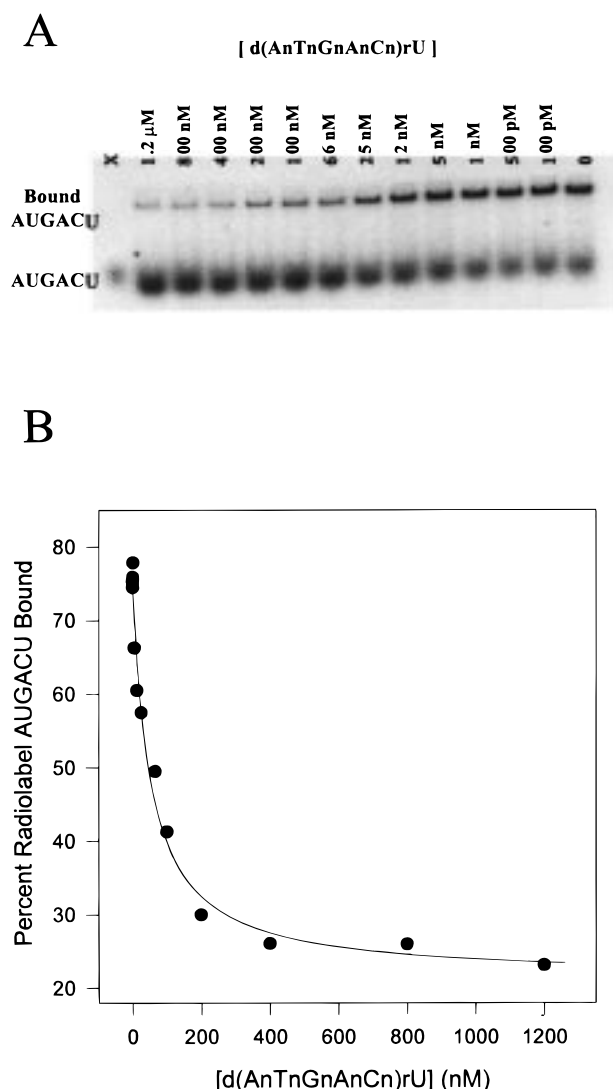 A
[ d(AnTnGnAnCn)rU ]
X 1.2 µM 800 nM 400 nM 200 nM 100 nM 66 nM 25 nM 12 nM 5 nM 1 nM 500 pM 100 pM 0
Bound
AUGACU
AUGACU
B
Percent Radiolabel AUGACU Bound
80
70
60
50
40
30
20
0 200 400 600 800 1000 1200
[d(AnTnGnAnCn)rU] (nM)